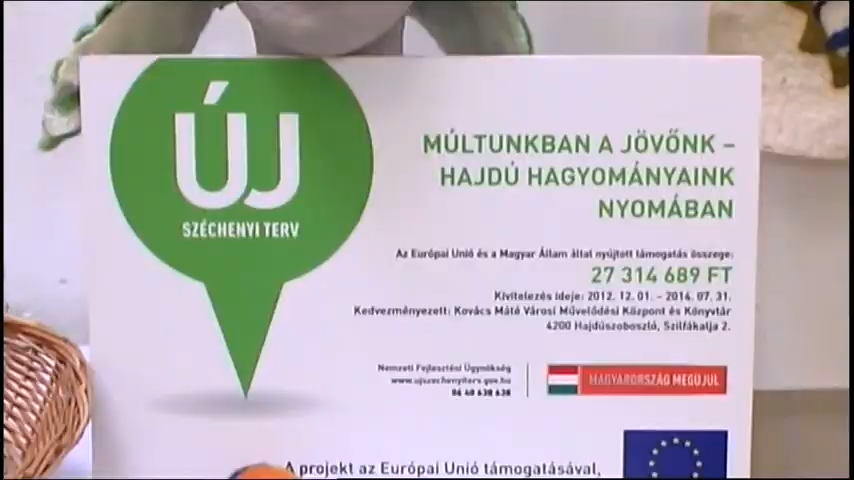 ÚJ
SZÉCHENYI TERV
MÚLTUNKBAN A JÖVŐNK –
HAJDÚ HAGYOMÁNYAINK
NYOMÁBAN
Az Európai Unió és a Magyar Állam által nyújtott támogatás összege:
27 314 689 FT
Kivitelezés ideje: 2012. 12. 01. – 2014. 07. 31.
Kedvezményezett: Kovács Máté Városi Művelődési Központ és Könyvtár
4200 Hajdúszoboszló, Szilfákalja 2.
Nemzeti Fejlesztési Ügynökség
www.ujszechenyiterv.gov.hu
06 40 638 638
MAGYARORSZÁG MEGÚJUL
A projekt az Európai Unió támogatásával,